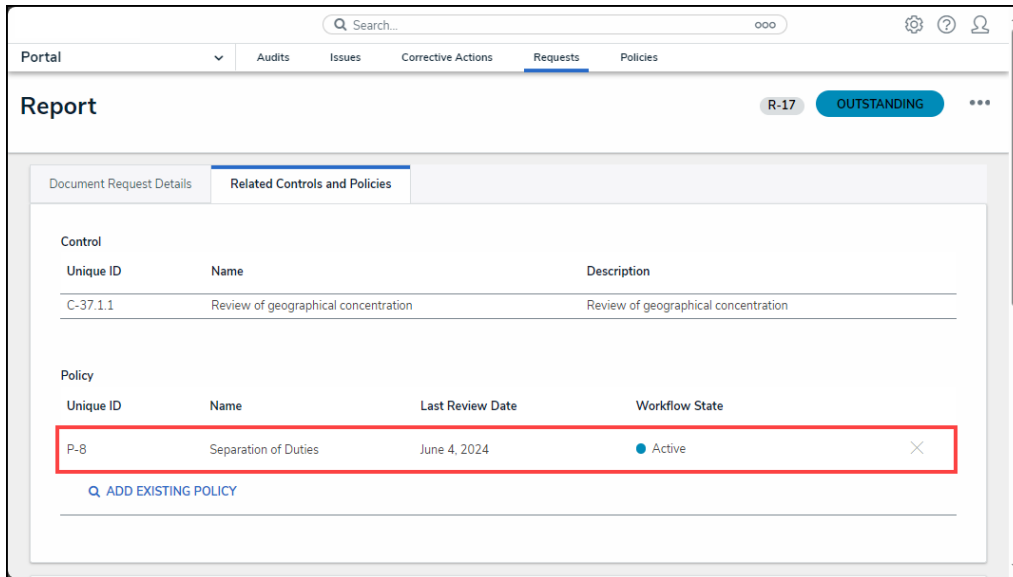 Search...
Portal Audits Issues Corrective Actions Requests Policies
Report R-17 OUTSTANDING
Document Request Details Related Controls and Policies
Control
Unique ID Name Description
C-37.1.1 Review of geographical concentration Review of geographical concentration
Policy
Unique ID Name Last Review Date Workflow State
P-8 Separation of Duties June 4, 2024 Active
ADD EXISTING POLICY